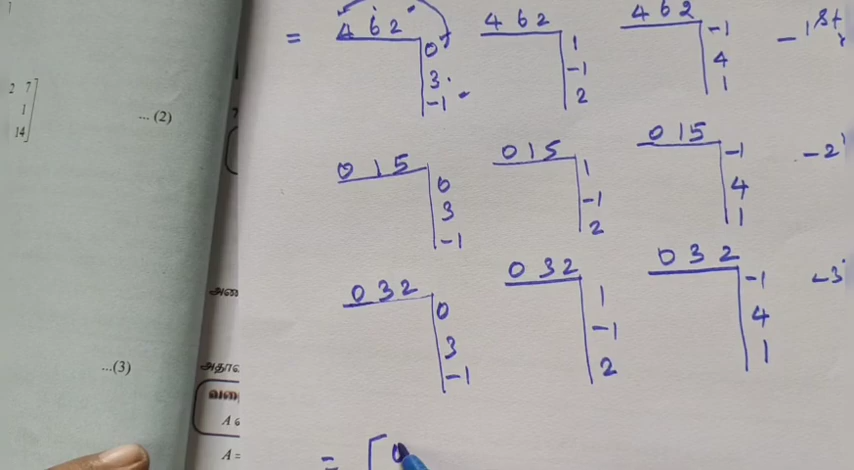 2 7
1
14
... (2)
...(3)
வரை
A
A =
= 4 6 2 4 6 2 4 6 2 - 1st
0 1 -1
3 -1 4
-1 2 1
0 1 5 0 1 5 0 1 5 - 2
0 1 -1
3 -1 4
-1 2 1
0 3 2 0 3 2 0 3 2 - 3
0 1 -1
3 -1 4
-1 2 1
= [ 0